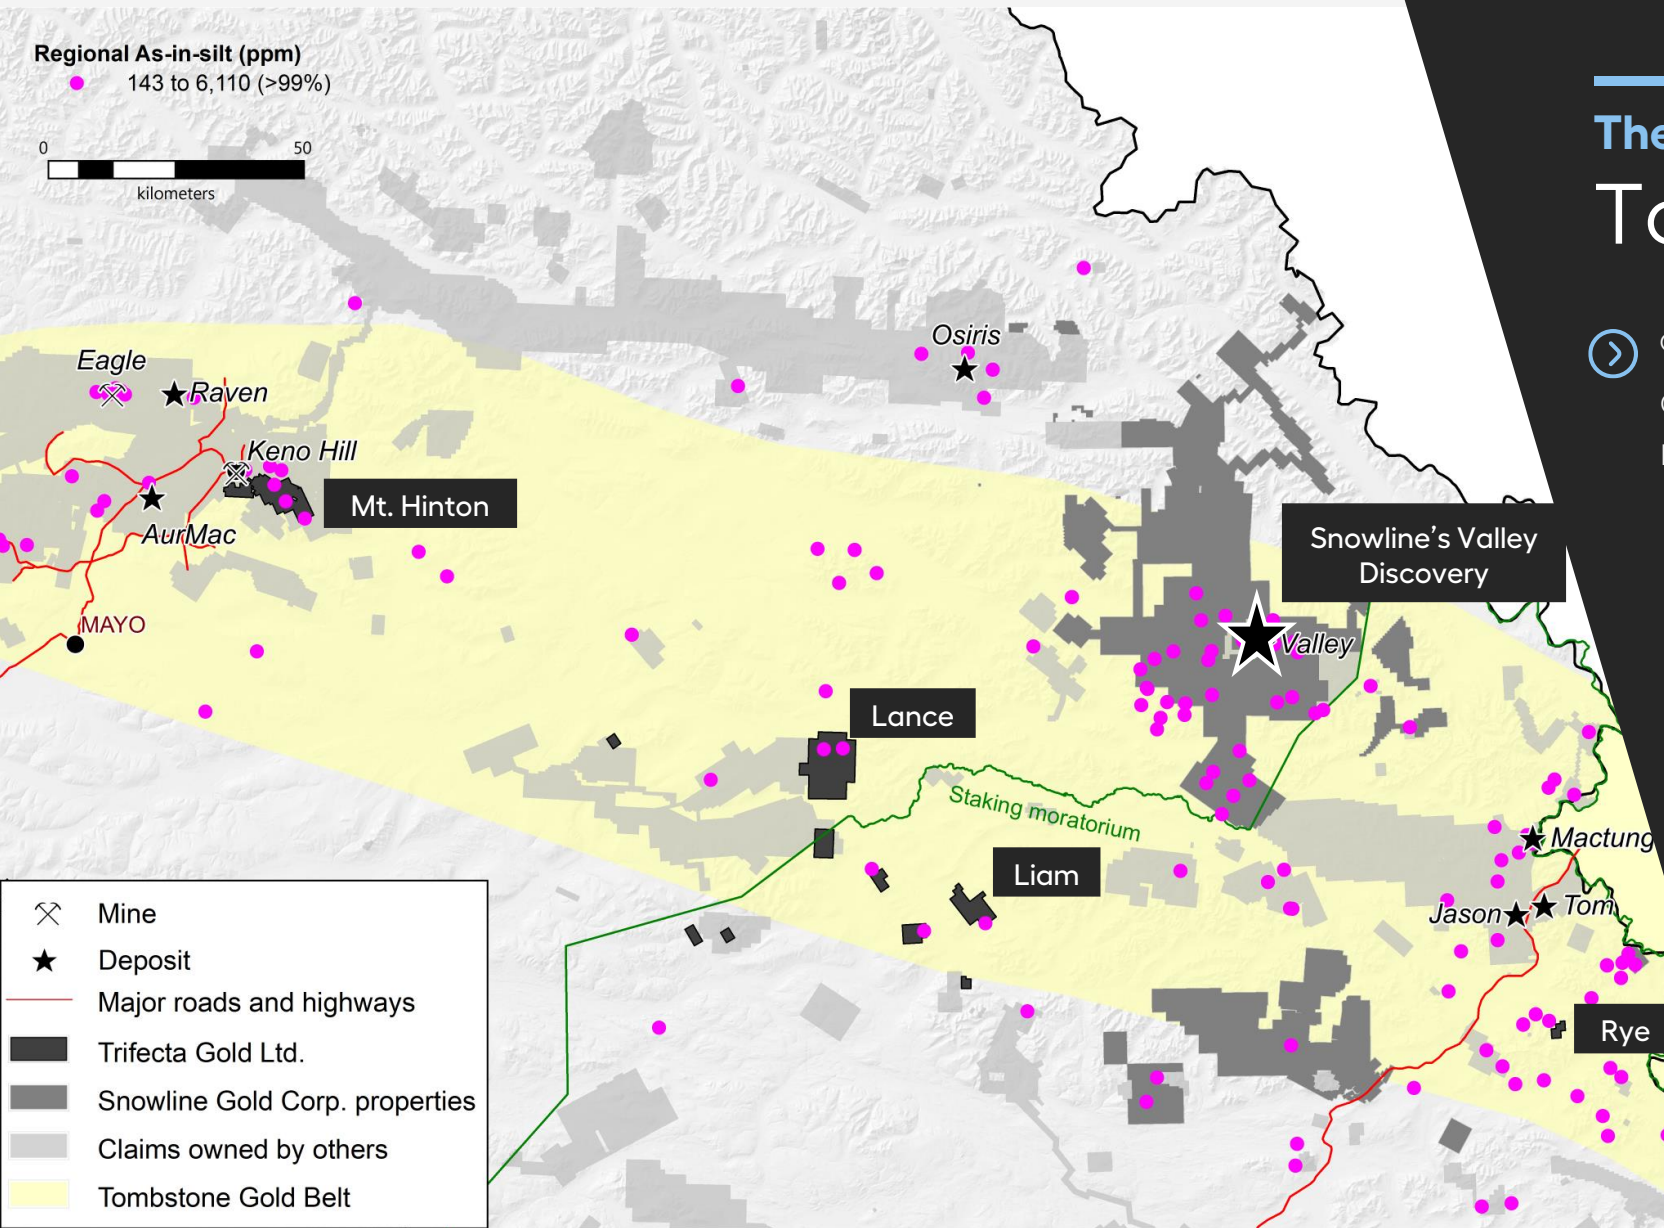 Regional As-in-silt (ppm)
143 to 6,110 (>99%)
0 50
kilometers
The
Osiris
Eagle
Raven
Keno Hill
Mt. Hinton
AurMac
Snowline's Valley
Discovery
MAYO
Valley
Lance
Staking moratorium
Mactung
Liam
Jason
Tom
Mine
Deposit
Major roads and highways
Rye
Trifecta Gold Ltd.
Snowline Gold Corp. properties
Claims owned by others
Tombstone Gold Belt